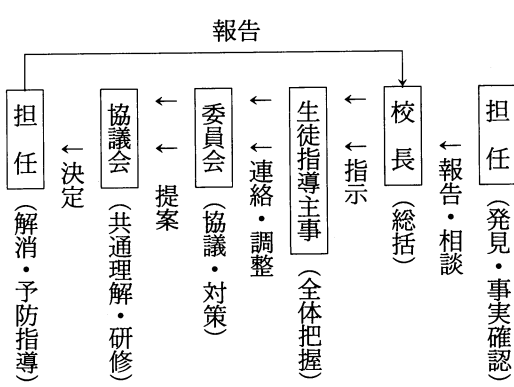 報告
担任（発見・事実確認）
←報告・相談
校長（総括）
← ←指示
生徒指導主事（全体把握）
← ←連絡・調整
委員会（協議・対策）
← ←提案
協議会（共通理解・研修）
←決定
担任（解消・予防指導）